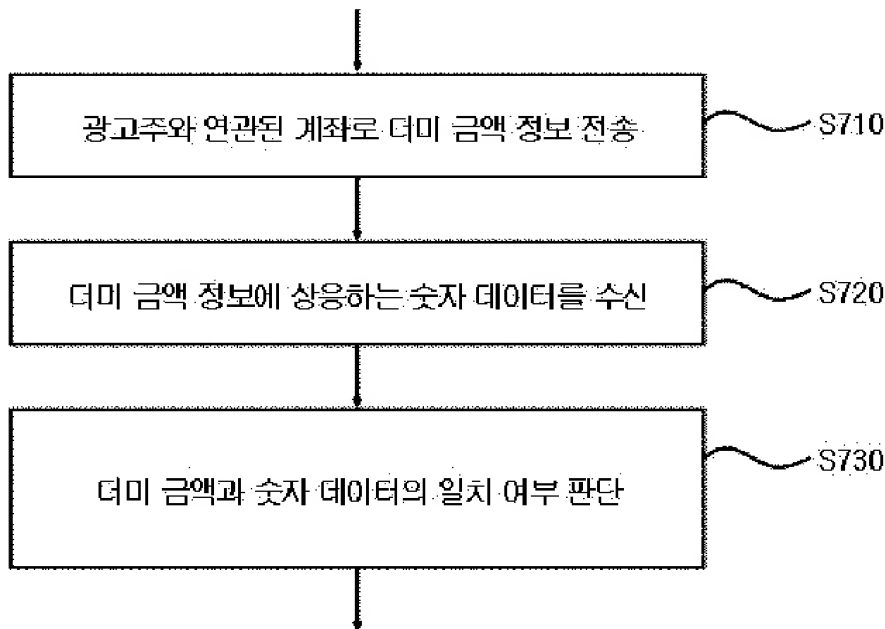 광고주와 연관된 계좌로 더미 금액 정보 전송
S710
더미 금액 정보에 상응하는 숫자 데이터를 수신
S720
더미 금액과 숫자 데이터의 일치 여부 판단
S730